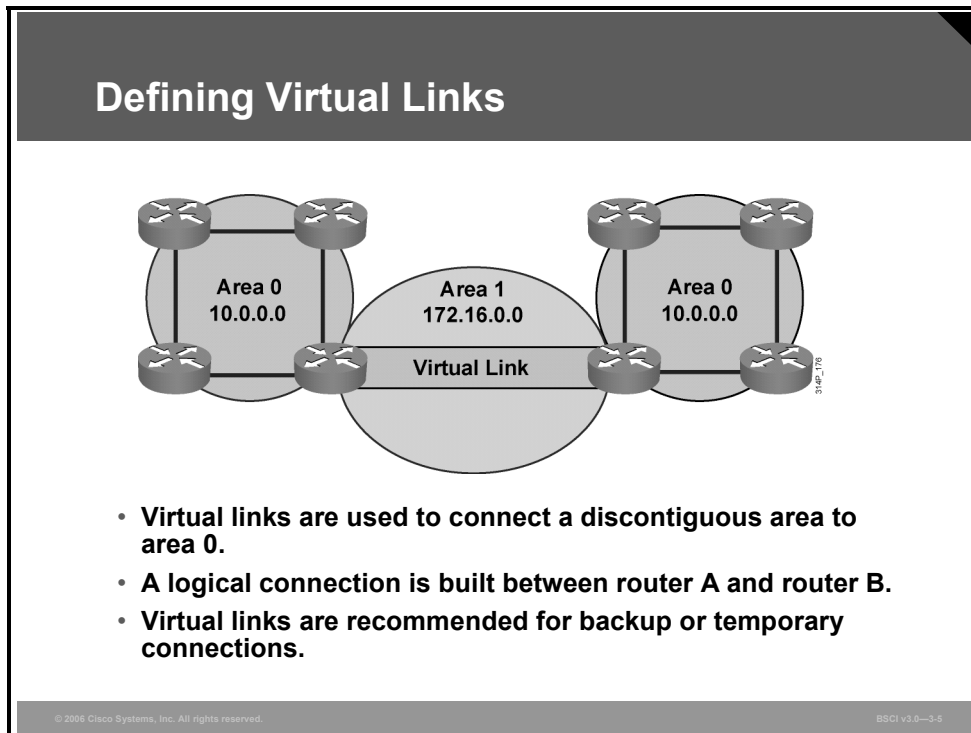 Defining Virtual Links
Area 0
10.0.0.0
Area 1
172.16.0.0
Virtual Link
Area 0
10.0.0.0
314P_176
• Virtual links are used to connect a discontiguous area to
area 0.
• A logical connection is built between router A and router B.
• Virtual links are recommended for backup or temporary
connections.
© 2006 Cisco Systems, Inc. All rights reserved.
BSCI v3.0—3-5